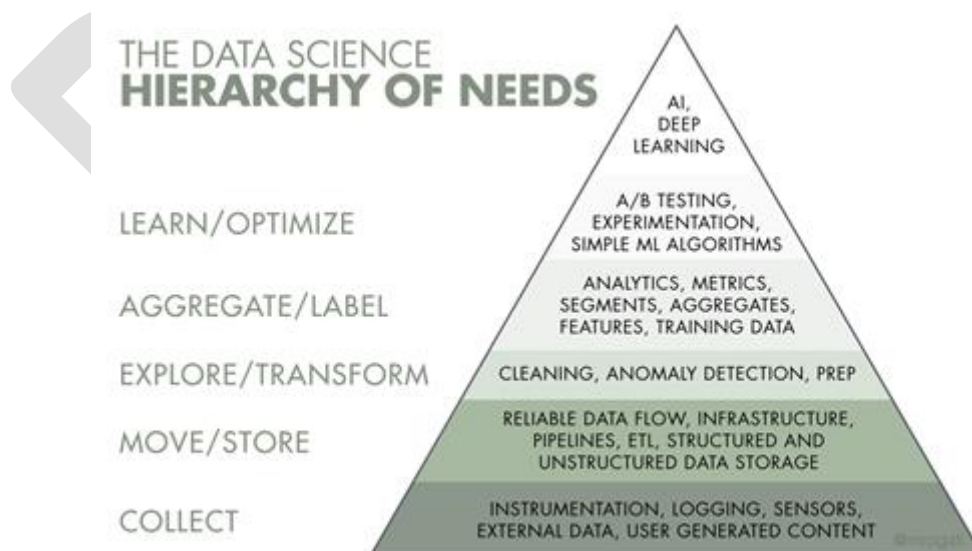 THE DATA SCIENCE
HIERARCHY OF NEEDS
AI,
DEEP
LEARNING
LEARN/OPTIMIZE
A/B TESTING,
EXPERIMENTATION,
SIMPLE ML ALGORITHMS
AGGREGATE/LABEL
ANALYTICS, METRICS,
SEGMENTS, AGGREGATES,
FEATURES, TRAINING DATA
EXPLORE/TRANSFORM
CLEANING, ANOMALY DETECTION, PREP
MOVE/STORE
RELIABLE DATA FLOW, INFRASTRUCTURE,
PIPELINES, ETL, STRUCTURED AND
UNSTRUCTURED DATA STORAGE
COLLECT
INSTRUMENTATION, LOGGING, SENSORS,
EXTERNAL DATA, USER GENERATED CONTENT